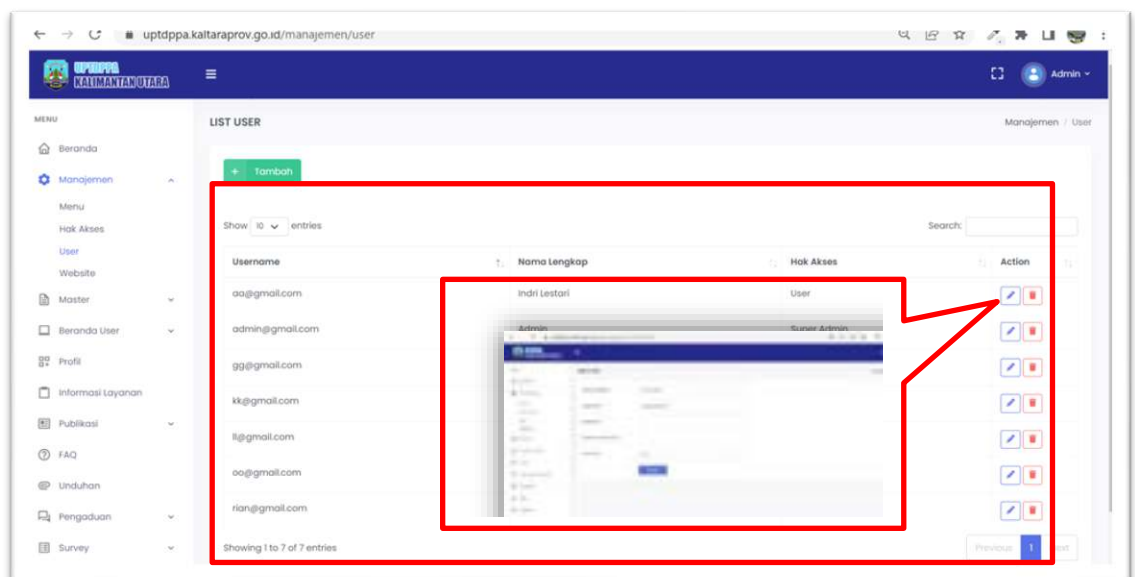 uptdppa.kaltaraprov.go.id/manajemen/user
UPTDPPA
KALIMANTAN UTARA
Admin
MENU
LIST USER
Manajemen / User
Beranda
+ Tambah
Manajemen
Menu
Hak Akses
User
Website
Show 10 entries
Search:
Username Nama Lengkap Hak Akses Action
aa@gmail.com Indri Lestari User
admin@gmail.com Admin Super Admin
gg@gmail.com
kk@gmail.com
ll@gmail.com
oo@gmail.com
rian@gmail.com
Master
Beranda User
Profil
Informasi Layanan
Publikasi
FAQ
Unduhan
Pengaduan
Survey
Showing 1 to 7 of 7 entries
Previous 1